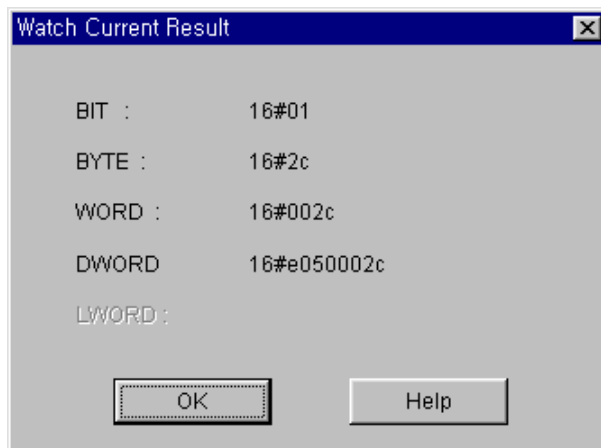 Watch Current Result
BIT : 16#01
BYTE : 16#2c
WORD : 16#002c
DWORD 16#e050002c
LWORD :
OK Help